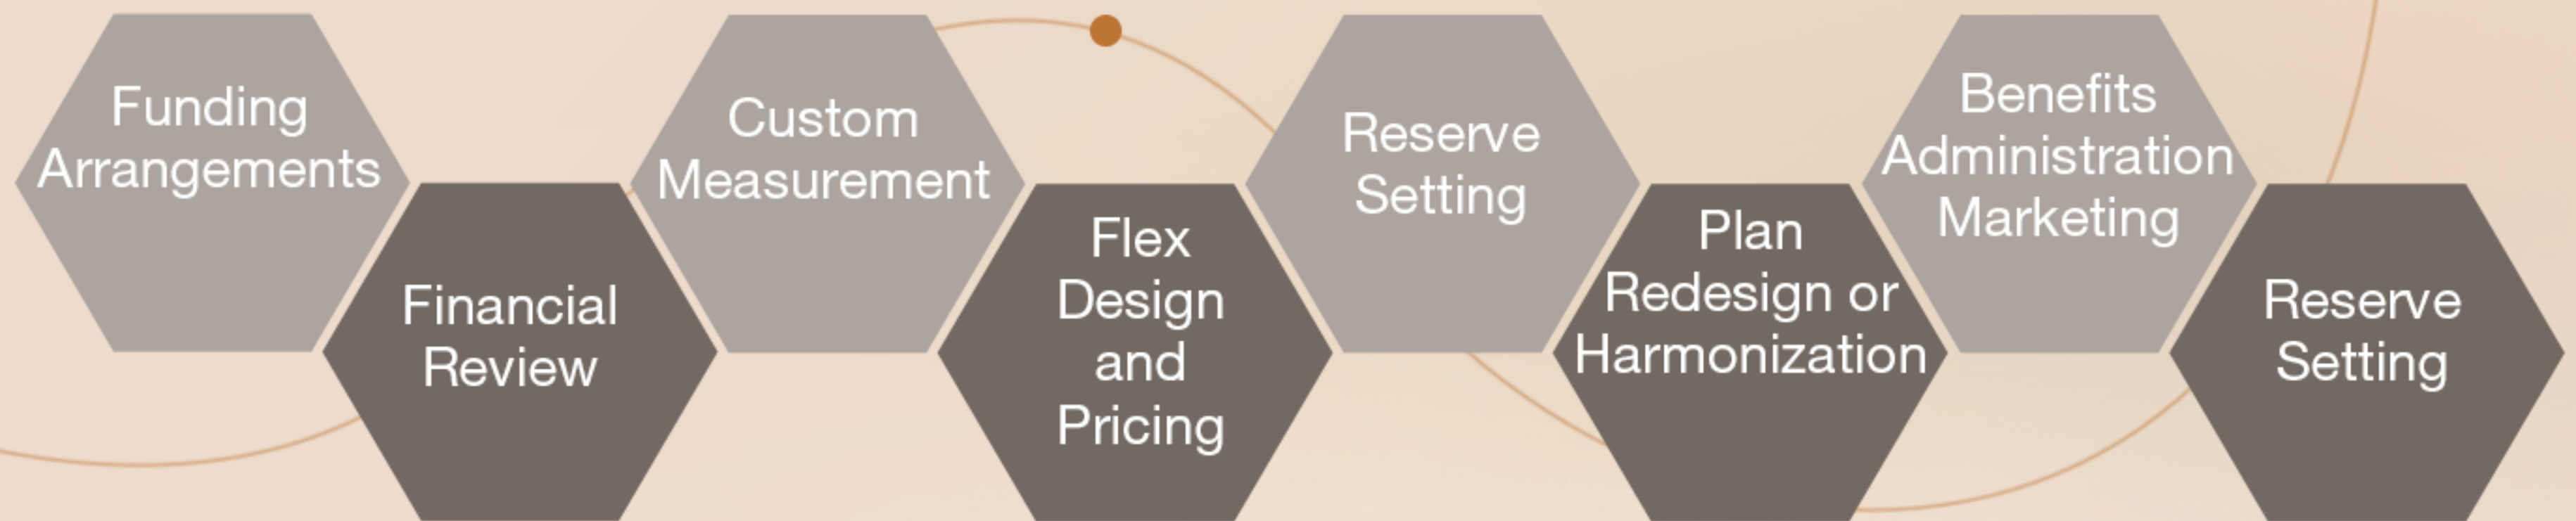 Funding
Arrangements
Financial
Review
Custom
Measurement
Flex
Design
and
Pricing
Reserve
Setting
Plan
Redesign or
Harmonization
Benefits
Administration
Marketing
Reserve
Setting